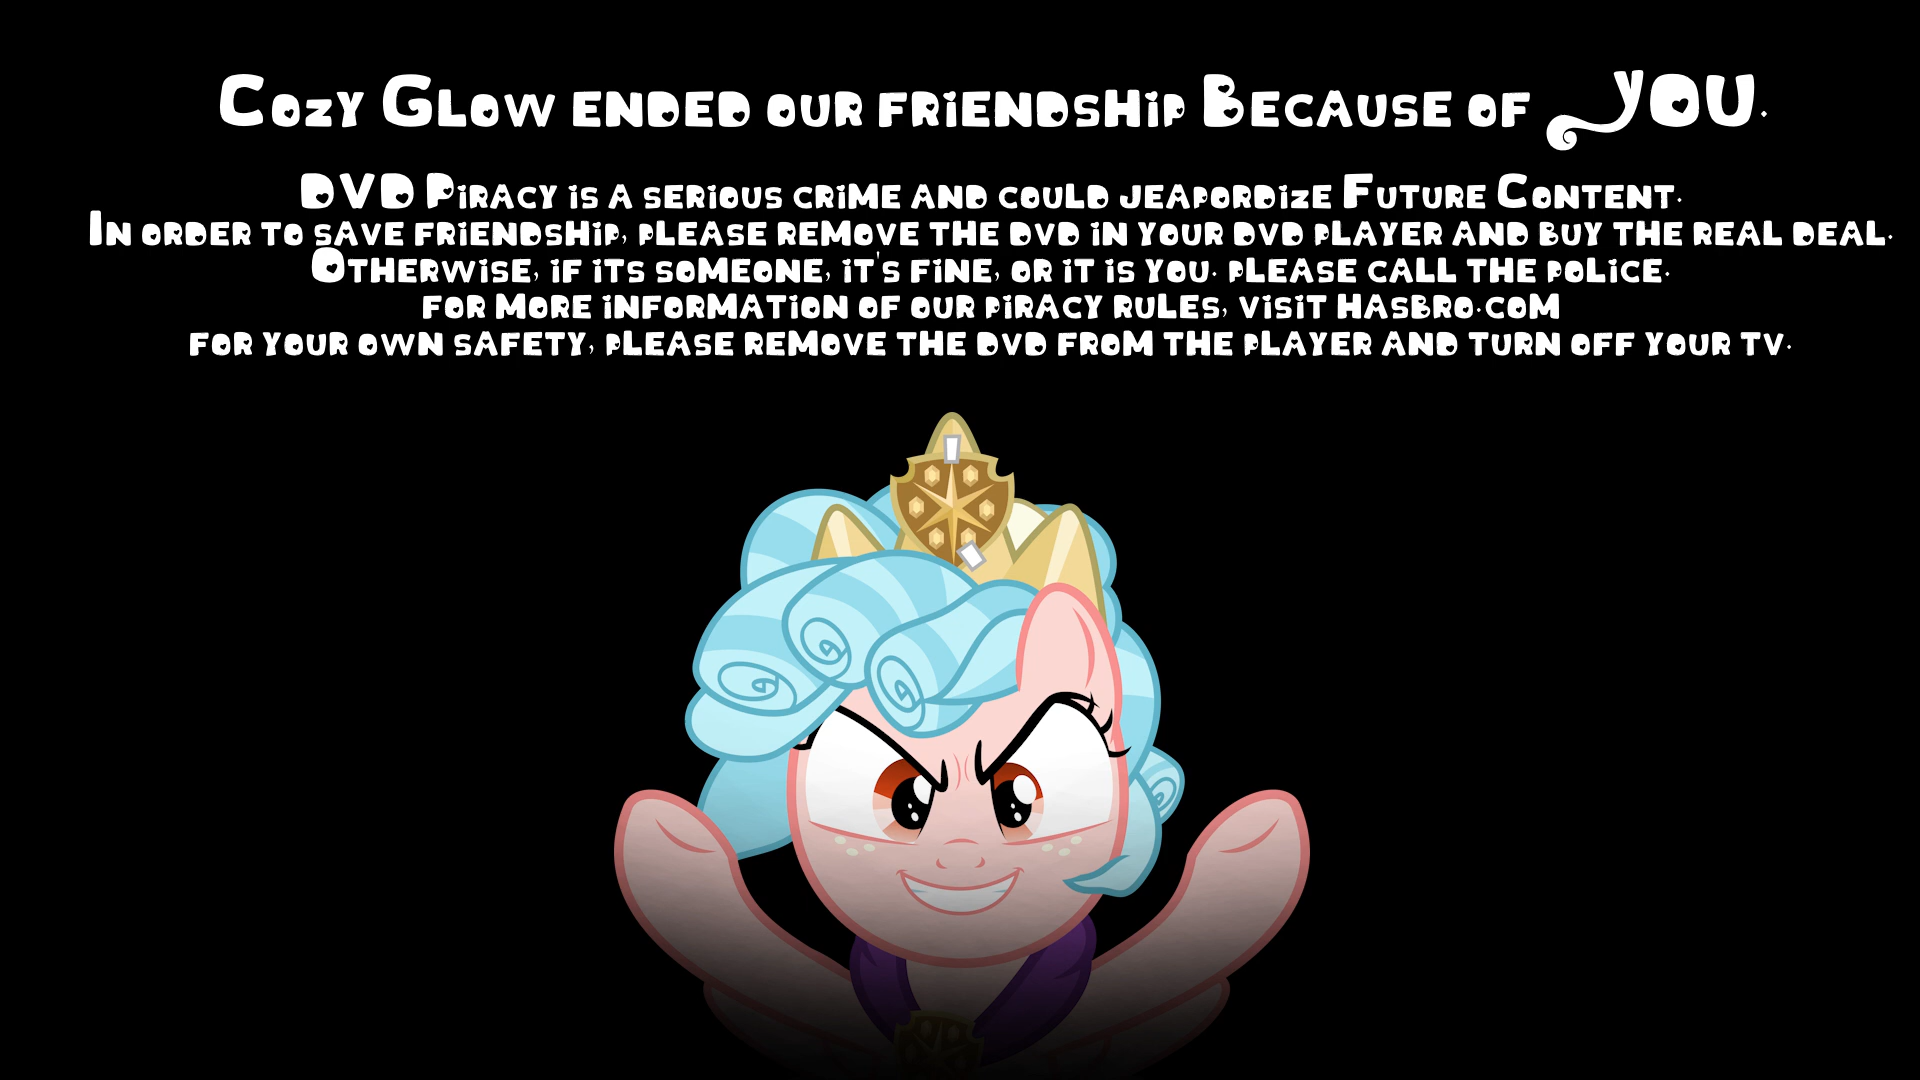 Cozy Glow ended our friendship Because of you.
DVD Piracy is a serious crime and could jeapordize Future Content.
In order to save friendship, please remove the dvd in your dvd player and buy the real deal.
Otherwise, if its someone, it's fine, or it is you. please call the police.
for more information of our piracy rules, visit hasbro.com
for your own safety, please remove the dvd from the player and turn off your tv.